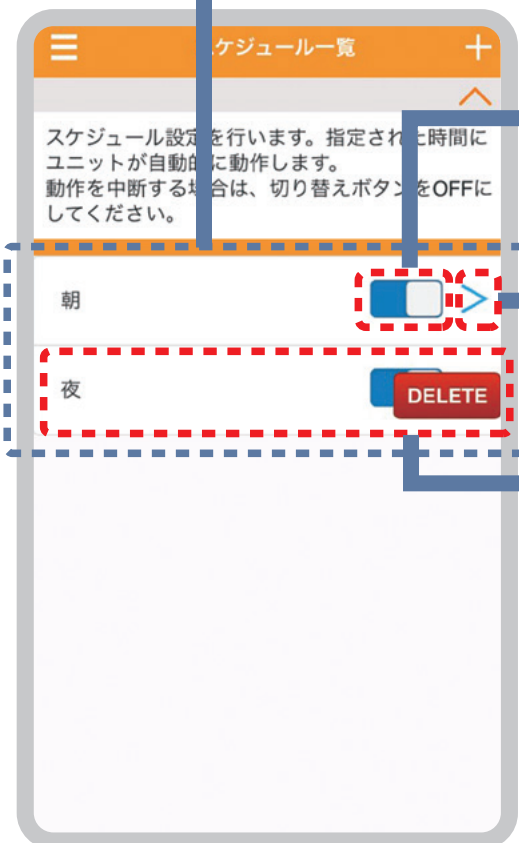 ケジュール一覧
スケジュール設定を行います。指定された時間に
ユニットが自動的に動作します。
動作を中断する場合は、切り替えボタンをOFFに
してください。
朝
夜
DELETE